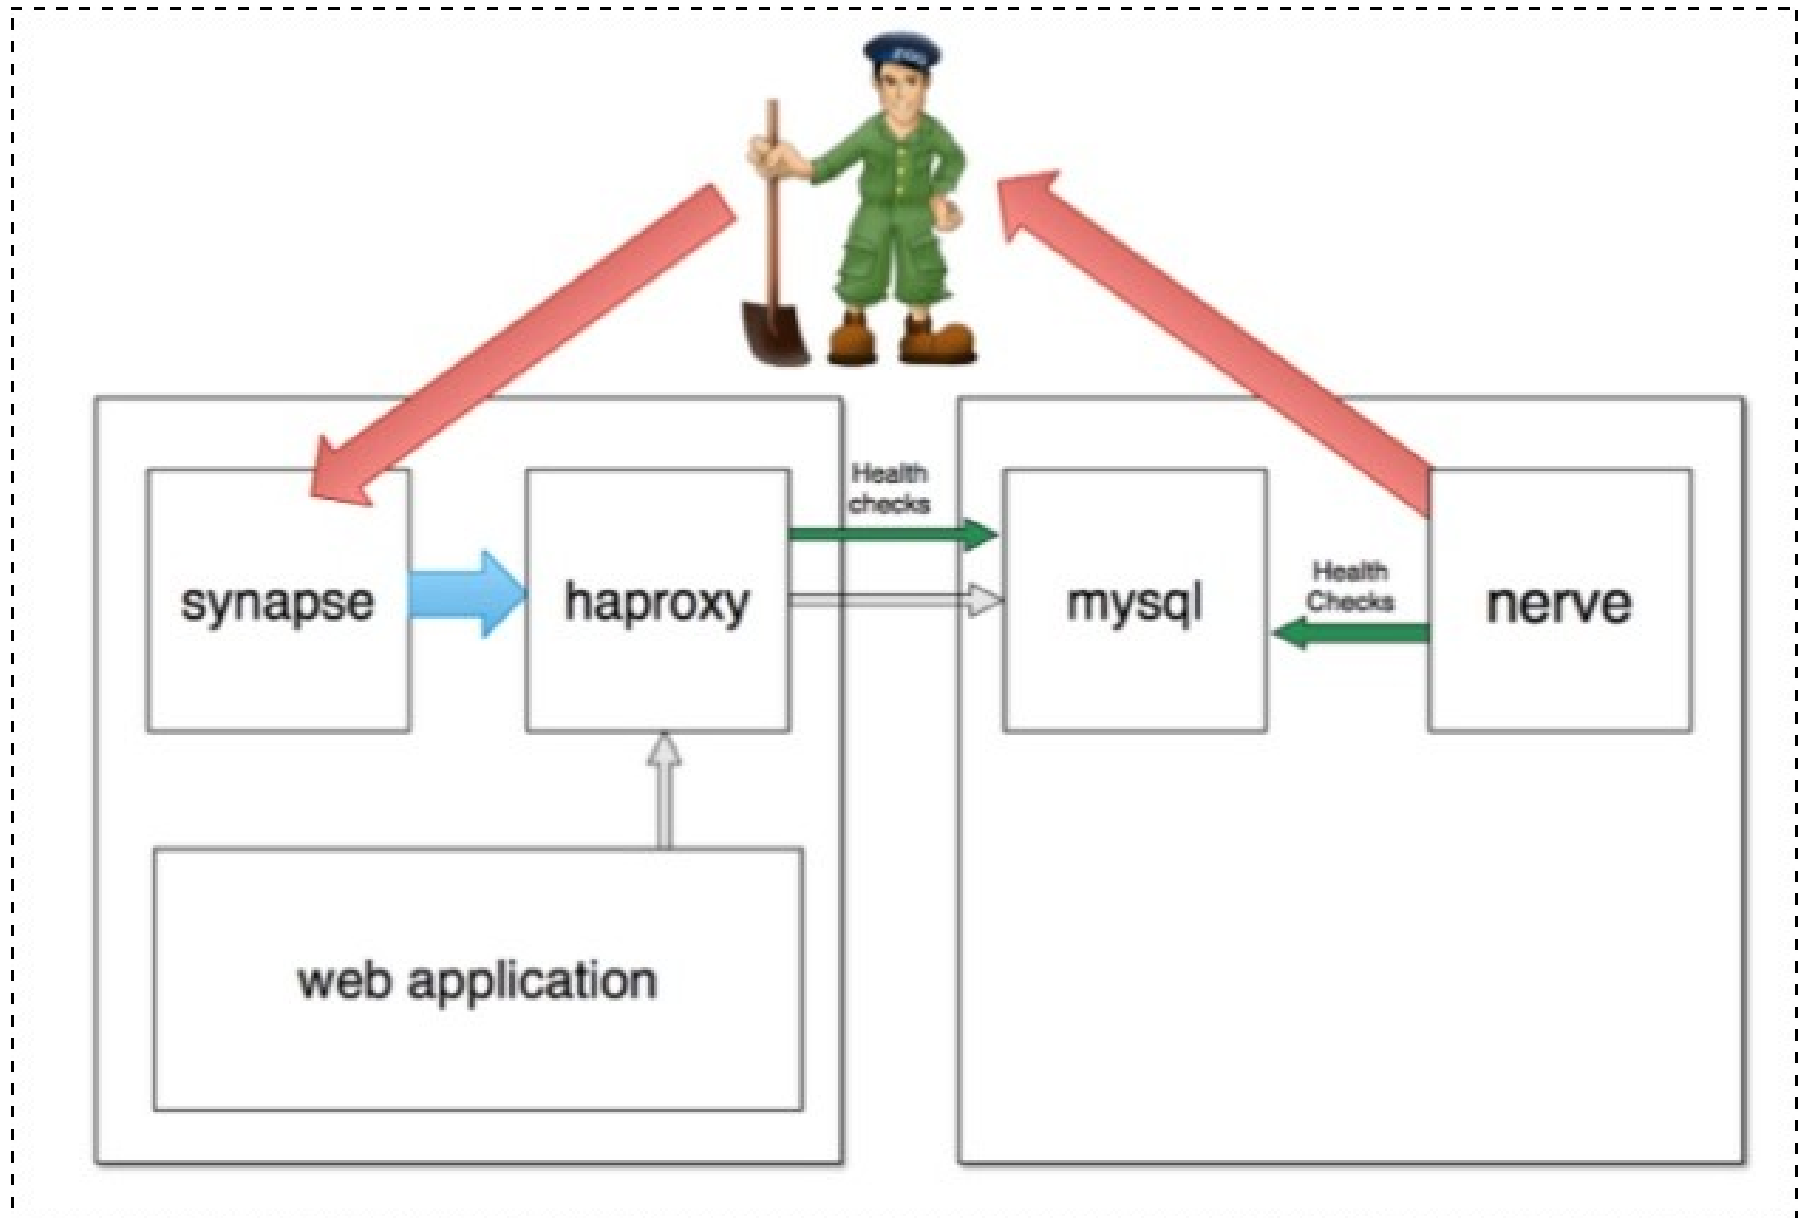 Health
checks
synapse
haproxy
mysql
Health
Checks
nerve
web application